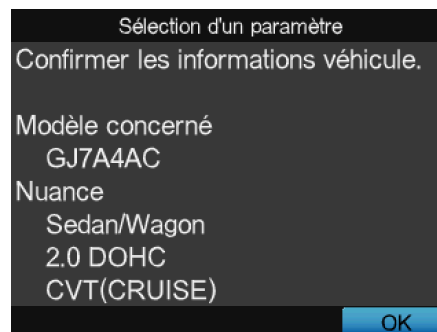 Sélection d'un paramètre
Confirmer les informations véhicule.
Modèle concerné
GJ7A4AC
Nuance
Sedan/Wagon
2.0 DOHC
CVT(CRUISE)
OK